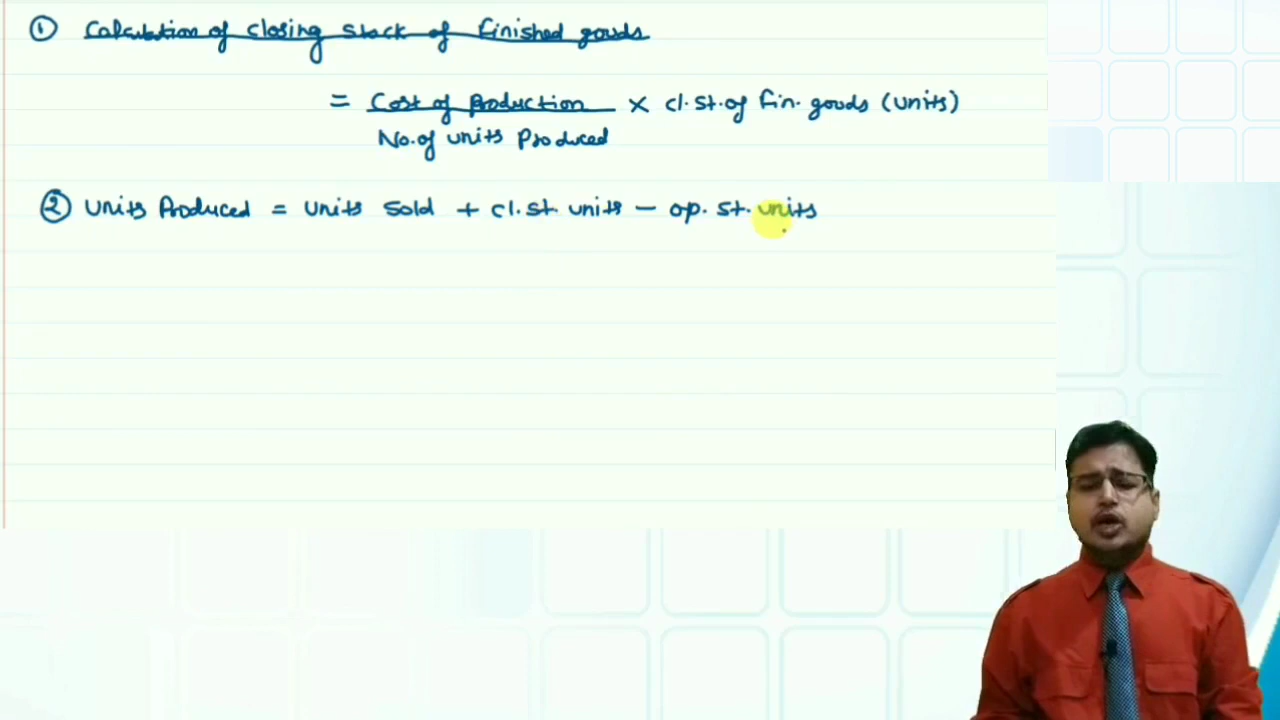 ① Calculation of closing stock of finished goods
= Cost of Production × cl. st. of fin. goods (units)
No. of units Produced
② units Produced = units sold + cl. st. units - op. st. units